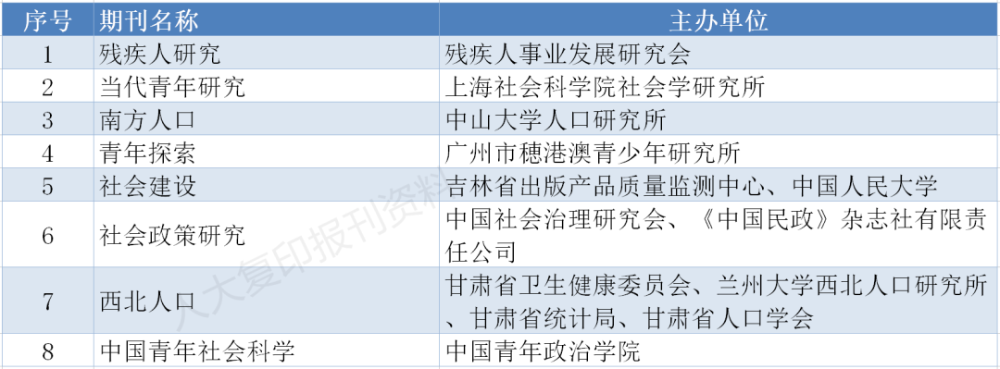 序号 期刊名称 主办单位
1 残疾人研究 残疾人事业发展研究会
2 当代青年研究 上海社会科学院社会学研究所
3 南方人口 中山大学人口研究所
4 青年探索 广州市穗港澳青少年研究所
5 社会建设 吉林省出版产品质量监测中心、中国人民大学
6 社会政策研究 中国社会治理研究会、《中国民政》杂志社有限责
任公司
7 西北人口 甘肃省卫生健康委员会、兰州大学西北人口研究所
、甘肃省统计局、甘肃省人口学会
8 中国青年社会科学 中国青年政治学院
人大复印报刊资料